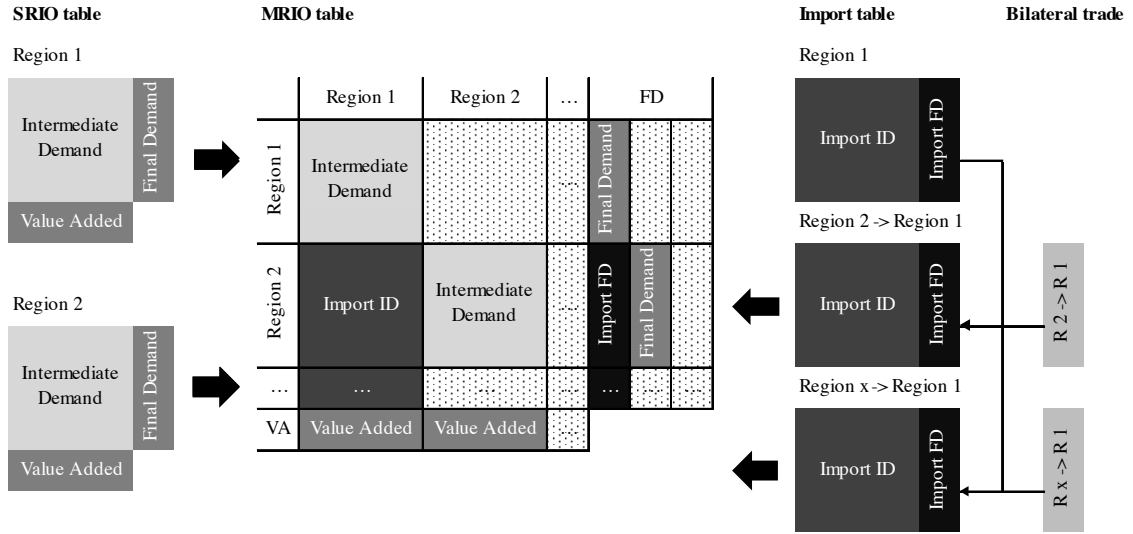 SRIO table
MRIO table
Import table
Bilateral trade
Region 1
Intermediate
Demand
Final Demand
Value Added
Region 2
Intermediate
Demand
Final Demand
Value Added
Region 1
Region 2
...
FD
Region 1
Intermediate
Demand
...
Final Demand
Region 2
Import ID
Intermediate
Demand
...
Import FD
Final Demand
...
...
...
...
...
...
...
VA
Value Added
Value Added
...
Region 1
Import ID
Import FD
Region 2 -> Region 1
Import ID
Import FD
R 2 -> R 1
Region x -> Region 1
Import ID
Import FD
R x -> R 1